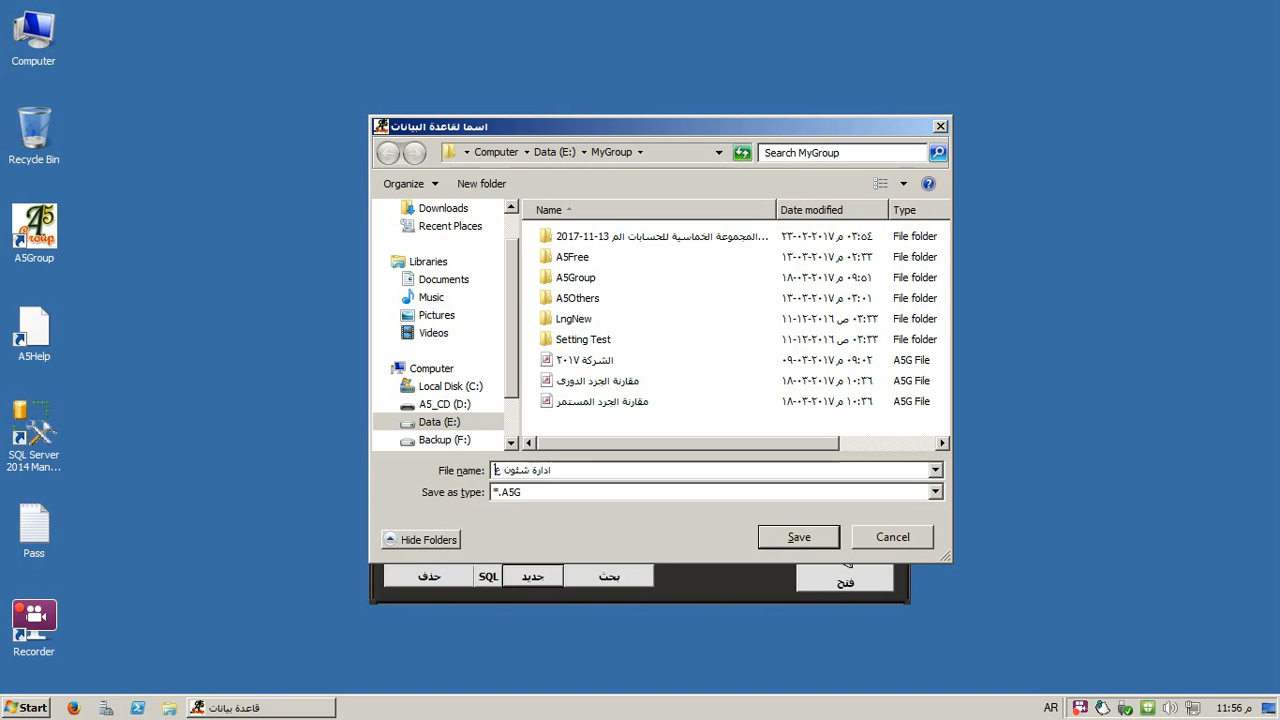 Computer
Recycle Bin
A5Group
A5Help
SQL Server
2014 Man...
Pass
Recorder
اسما لقاعدة البيانات
Computer Data (E:) MyGroup
Search MyGroup
Organize New folder
Downloads
Recent Places
Libraries
Documents
Music
Pictures
Videos
Computer
Local Disk (C:)
A5_CD (D:)
Data (E:)
Backup (F:)
Name Date modified Type
المجموعة الخماسية للحسابات الم 13-11-2017... ٠٣:٥٤ م ٢٠١٧-٠٢-٢٣ File folder
A5Free ٠٢:٣٣ م ٢٠١٧-٠٣-١٣ File folder
A5Group ٠٩:٥١ م ٢٠١٧-٠٣-١٨ File folder
A5Others ٠٣:٠١ م ٢٠١٧-٠٣-١٣ File folder
LngNew ٠٣:٣٣ ص ٢٠١٦-١٢-١١ File folder
Setting Test ٠٣:٣٣ ص ٢٠١٦-١٢-١١ File folder
الشركة ٢٠١٧ ٠٩:٠٢ م ٢٠١٧-٠٣-٠٩ A5G File
مقارنة الجرد الدورى ١٠:٣٦ م ٢٠١٧-٠٣-١٨ A5G File
مقارنة الجرد المستمر ١٠:٣٦ م ٢٠١٧-٠٣-١٨ A5G File
File name: ادارة شئون ع
Save as type: *.A5G
Hide Folders Save Cancel
حذف SQL جديد بحث فتح
Start قاعدة بيانات AR 11:56 م